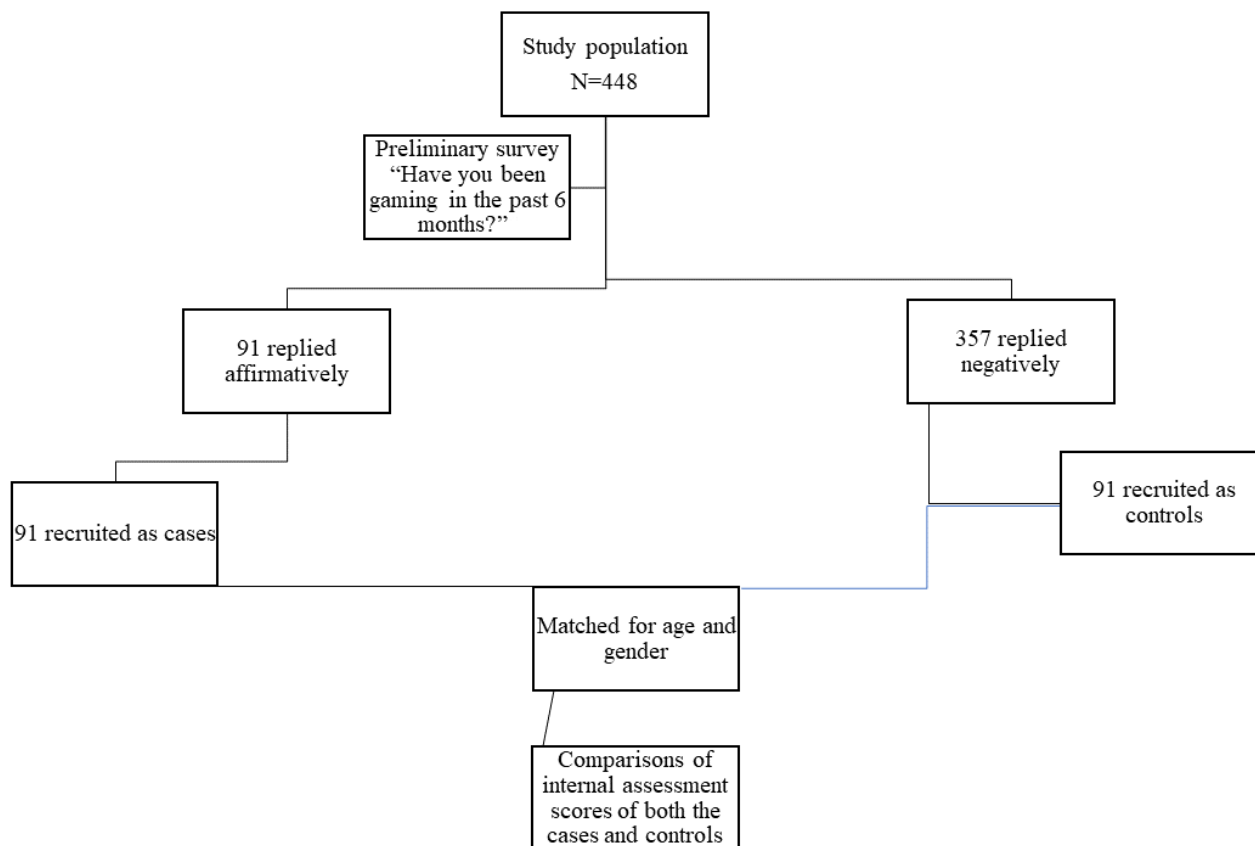 Study population
N=448
Preliminary survey
“Have you been
gaming in the past 6
months?”
91 replied
affirmatively
357 replied
negatively
91 recruited as cases
91 recruited as
controls
Matched for age and
gender
Comparisons of
internal assessment
scores of both the
cases and controls